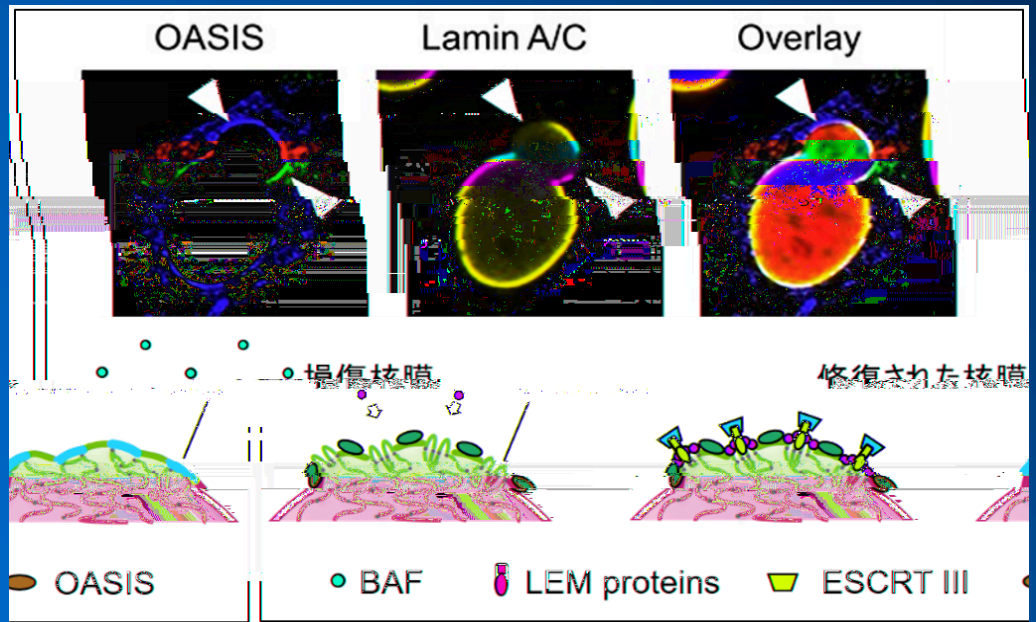 OASIS Lamin A/C Overlay
損傷核膜 修復された核膜
OASIS BAF LEM proteins ESCRT III